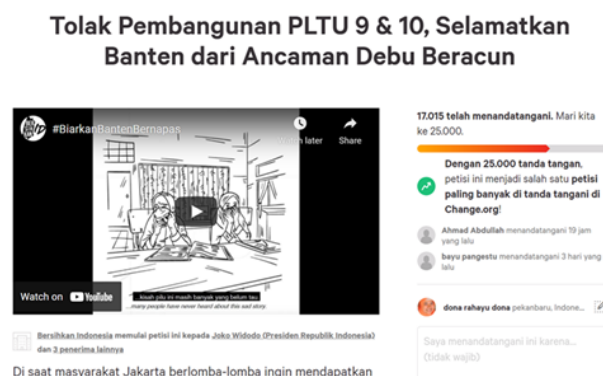 Tolak Pembangunan PLTU 9 & 10, Selamatkan
Banten dari Ancaman Debu Beracun
#BiarkanBantenBernapas
later
Share
Watch on YouTube
...kisah pilu ini masih banyak yang belum tau
...many people have never heard about this sad story.
Bersihkan Indonesia memulai petisi ini kepada Joko Widodo (Presiden Republik Indonesia)
dan 3 penerima lainnya
Di saat masyarakat Jakarta berlomba-lomba ingin mendapatkan
17.015 telah menandatangani. Mari kita
ke 25.000.
Dengan 25.000 tanda tangan,
petisi ini menjadi salah satu petisi
paling banyak di tanda tangani di
Change.org!
Ahmad Abdullah menandatangani 19 jam
yang lalu
bayu pangestu menandatangani 3 hari yang
lalu
dona rahayu dona pekanbaru, Indone...
Saya menandatangani ini karena...
(tidak wajib)